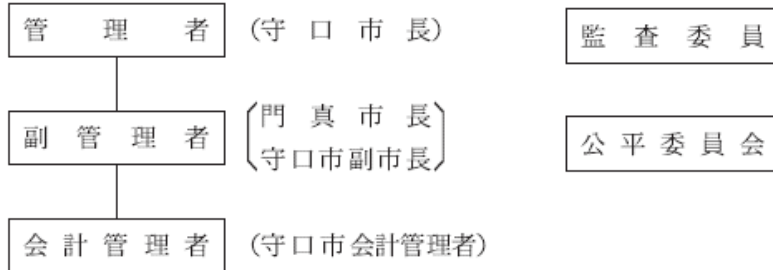 管理者 (守口市長)
監査委員
副管理者 (門真市長
守口市副市長)
公平委員会
会計管理者 (守口市会計管理者)